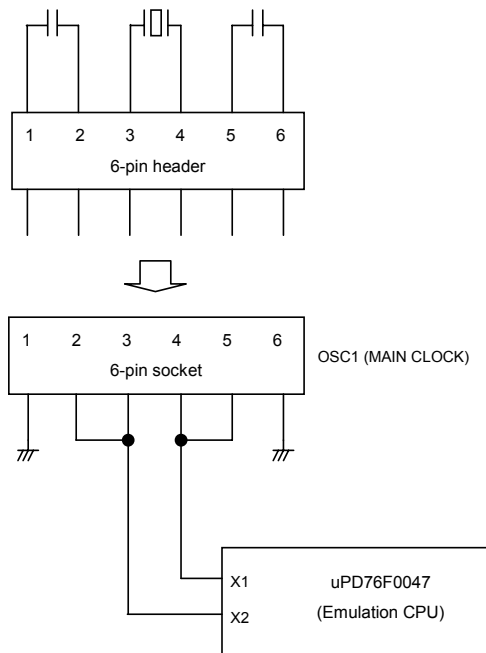 1 2 3 4 5 6
6-pin header
1 2 3 4 5 6
6-pin socket
OSC1 (MAIN CLOCK)
X1
uPD76F0047
X2
(Emulation CPU)